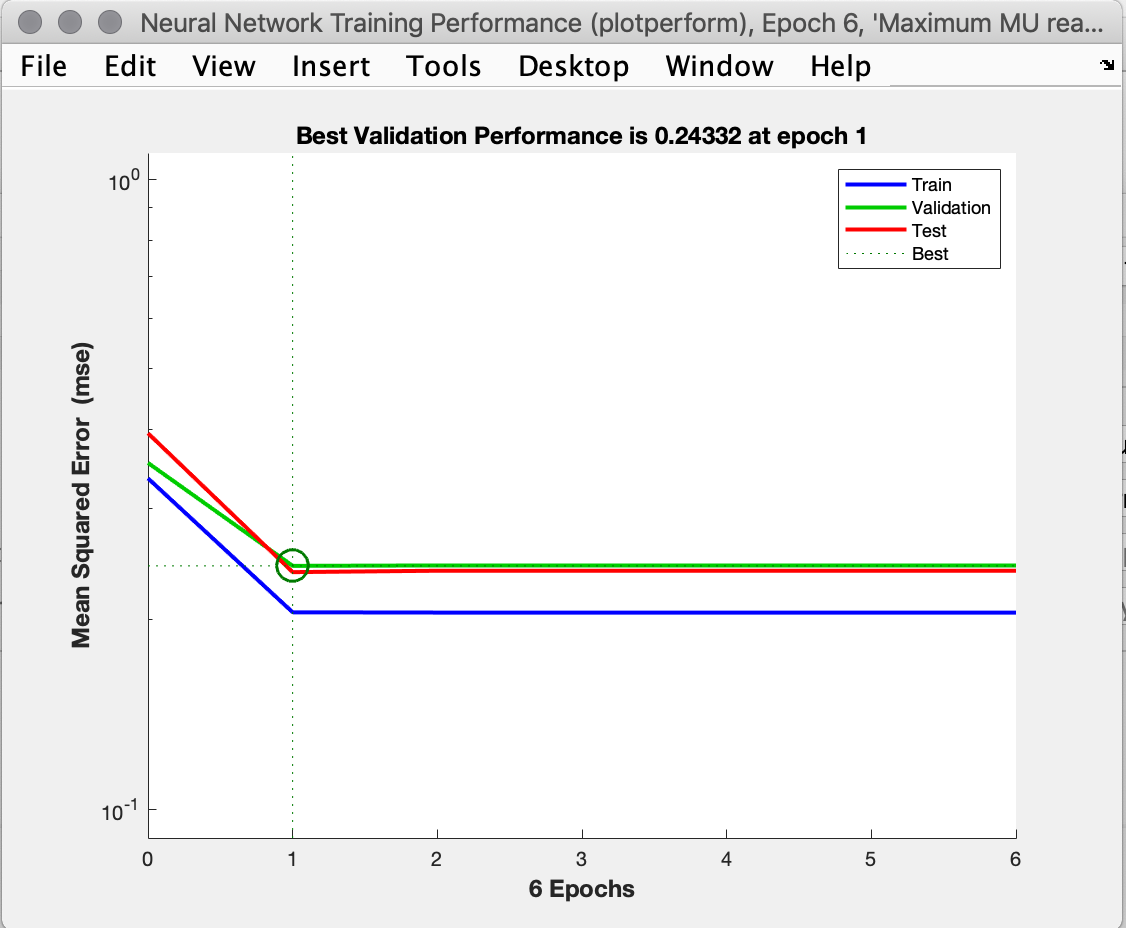 Neural Network Training Performance (plotperform), Epoch 6, 'Maximum MU rea...
File Edit View Insert Tools Desktop Window Help
Best Validation Performance is 0.24332 at epoch 1
10^0
10^-1
Mean Squared Error (mse)
Train
Validation
Test
Best
0 1 2 3 4 5 6
6 Epochs